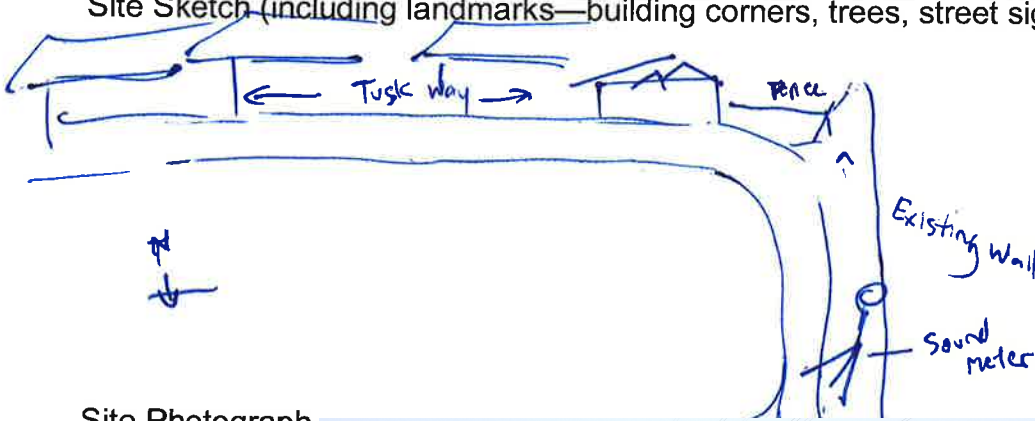 Site Sketch (including landmarks—building corners, trees, street sig
Tusk Way
Fence
Existing Wall
N
Sound
Meter
Site Photograph